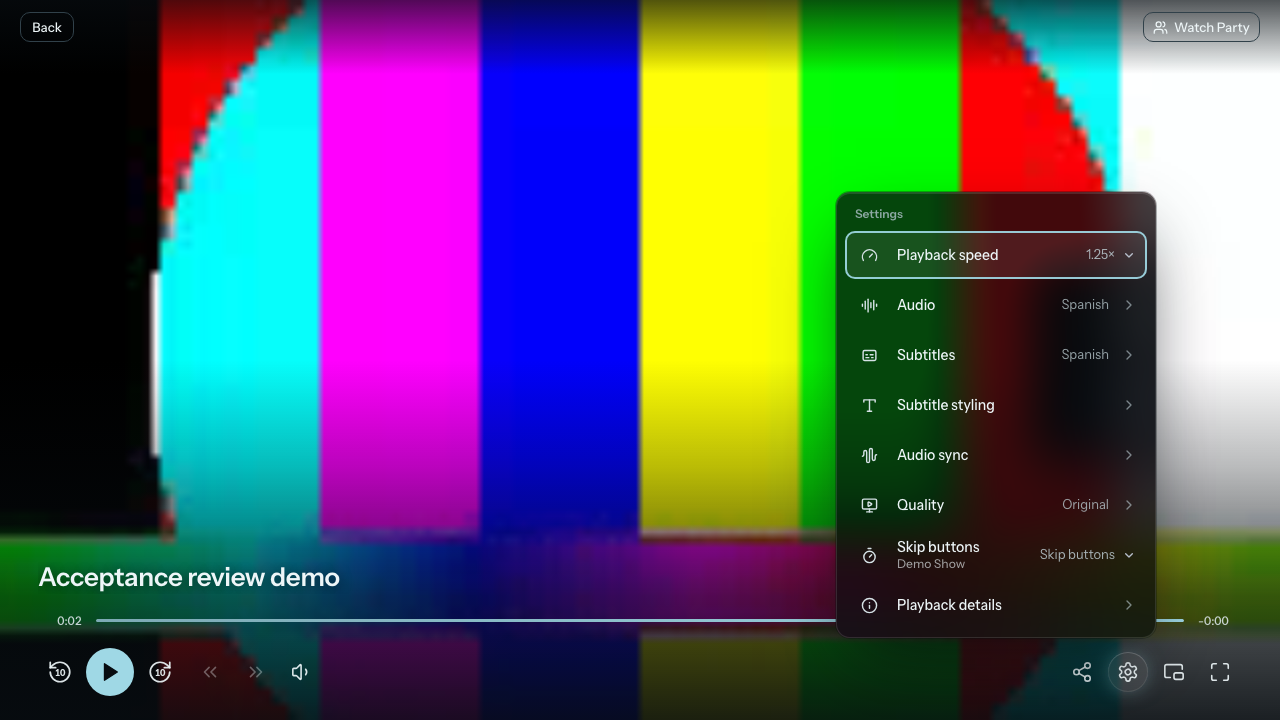 Back
Watch Party
Settings
Playback speed 1.25×
Audio Spanish
Subtitles Spanish
Subtitle styling
Audio sync
Quality Original
Skip buttons Skip buttons
Demo Show
Playback details
Acceptance review demo
0:02 -0:00
10 10